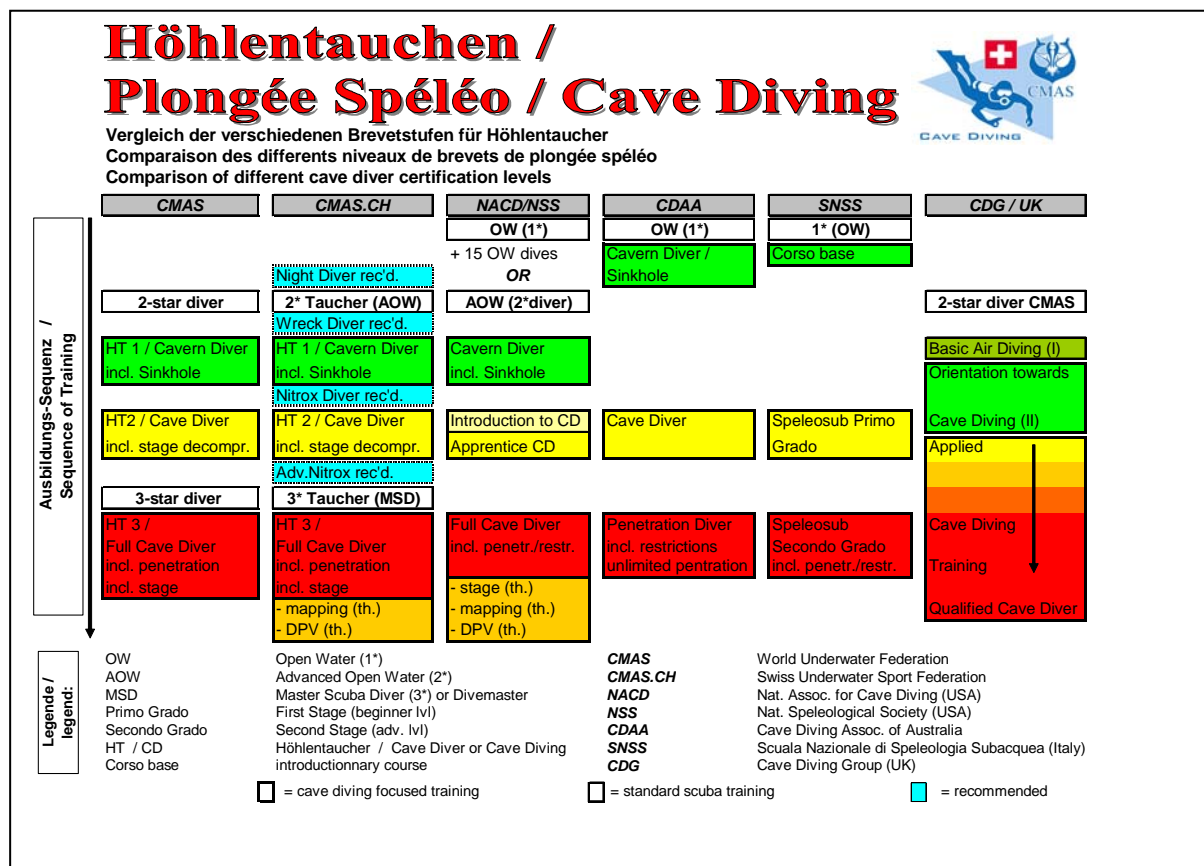 Höhlentauchen /
Plongée Spéléo / Cave Diving
CMAS
CAVE DIVING
Vergleich der verschiedenen Brevetstufen für Höhlentaucher
Comparaison des differents niveaux de brevets de plongée spéléo
Comparison of different cave diver certification levels
Ausbildungs-Sequenz /
Sequence of Training
CMAS CMAS.CH NACD/NSS CDAA SNSS CDG / UK
OW (1*) OW (1*) 1* (OW)
+ 15 OW dives Cavern Diver / Corso base
Night Diver rec'd. OR Sinkhole
2-star diver 2* Taucher (AOW) AOW (2*diver) 2-star diver CMAS
Wreck Diver rec'd.
HT 1 / Cavern Diver HT 1 / Cavern Diver Cavern Diver Basic Air Diving (I)
incl. Sinkhole incl. Sinkhole incl. Sinkhole Orientation towards
Nitrox Diver rec'd.
HT2 / Cave Diver HT 2 / Cave Diver Introduction to CD Cave Diver Speleosub Primo Cave Diving (II)
incl. stage decompr. incl. stage decompr. Apprentice CD Grado Applied
Adv.Nitrox rec'd.
3-star diver 3* Taucher (MSD)
HT 3 / HT 3 / Full Cave Diver Penetration Diver Speleosub Cave Diving
Full Cave Diver Full Cave Diver incl. penetr./restr. incl. restrictions Secondo Grado
incl. penetration incl. penetration unlimited pentration incl. penetr./restr. Training
incl. stage incl. stage - stage (th.)
- mapping (th.) - mapping (th.) Qualified Cave Diver
- DPV (th.) - DPV (th.)
Legende /
legend:
OW Open Water (1*) CMAS World Underwater Federation
AOW Advanced Open Water (2*) CMAS.CH Swiss Underwater Sport Federation
MSD Master Scuba Diver (3*) or Divemaster NACD Nat. Assoc. for Cave Diving (USA)
Primo Grado First Stage (beginner lvl) NSS Nat. Speleological Society (USA)
Secondo Grado Second Stage (adv. lvl) CDAA Cave Diving Assoc. of Australia
HT / CD Höhlentaucher / Cave Diver or Cave Diving SNSS Scuala Nazionale di Speleologia Subacquea (Italy)
Corso base introductionnary course CDG Cave Diving Group (UK)
= cave diving focused training = standard scuba training = recommended